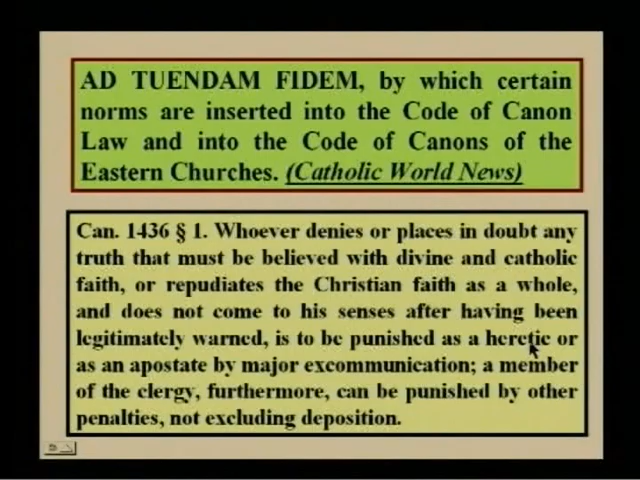 AD TUENDAM FIDEM, by which certain
norms are inserted into the Code of Canon
Law and into the Code of Canons of the
Eastern Churches. (Catholic World News)
Can. 1436 § 1. Whoever denies or places in doubt any
truth that must be believed with divine and catholic
faith, or repudiates the Christian faith as a whole,
and does not come to his senses after having been
legitimately warned, is to be punished as a heretic or
as an apostate by major excommunication; a member
of the clergy, furthermore, can be punished by other
penalties, not excluding deposition.